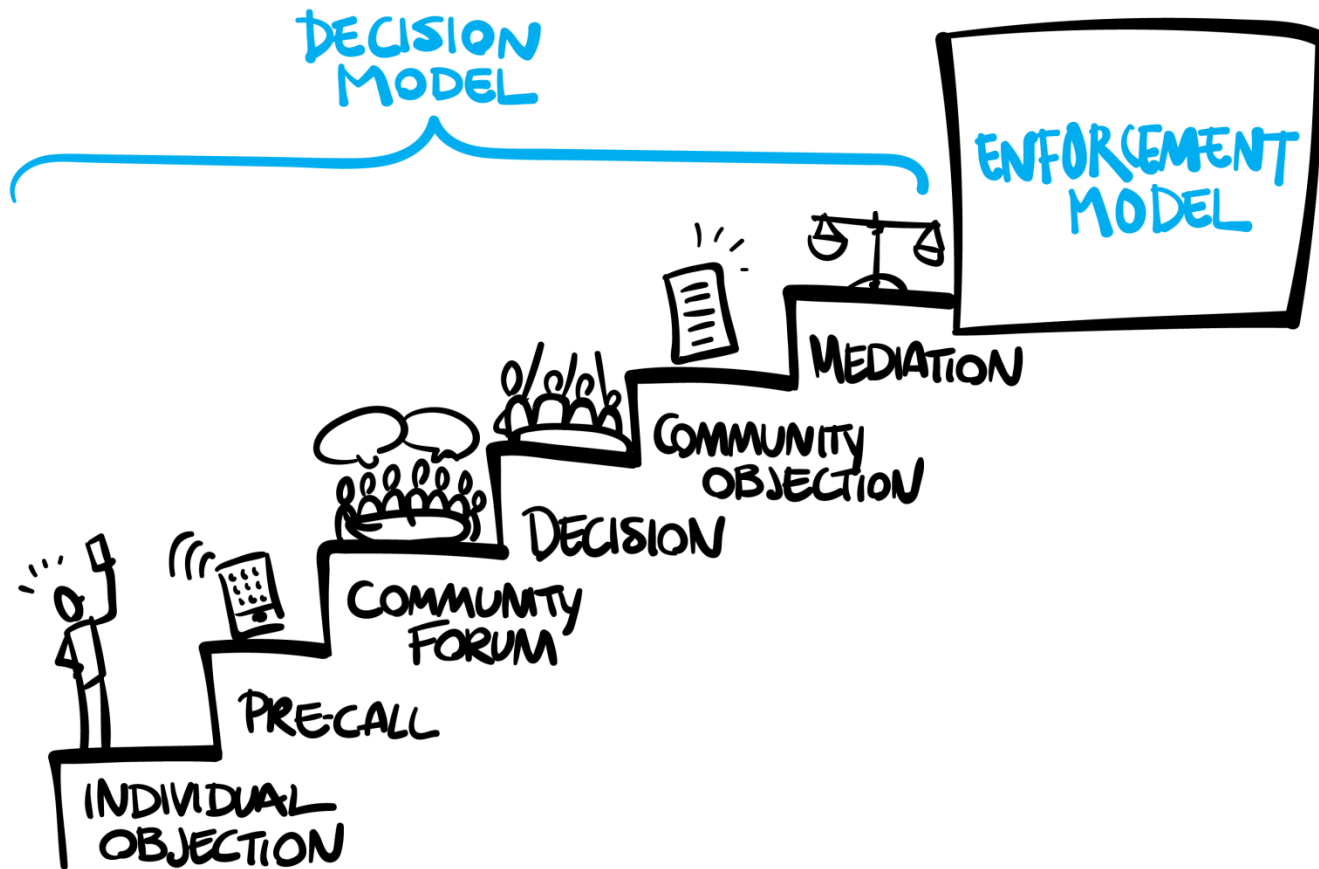 DECISION
MODEL
ENFORCEMENT
MODEL
MEDIATION
COMMUNITY
OBJECTION
DECISION
COMMUNITY
FORUM
PRE-CALL
INDIVIDUAL
OBJECTION